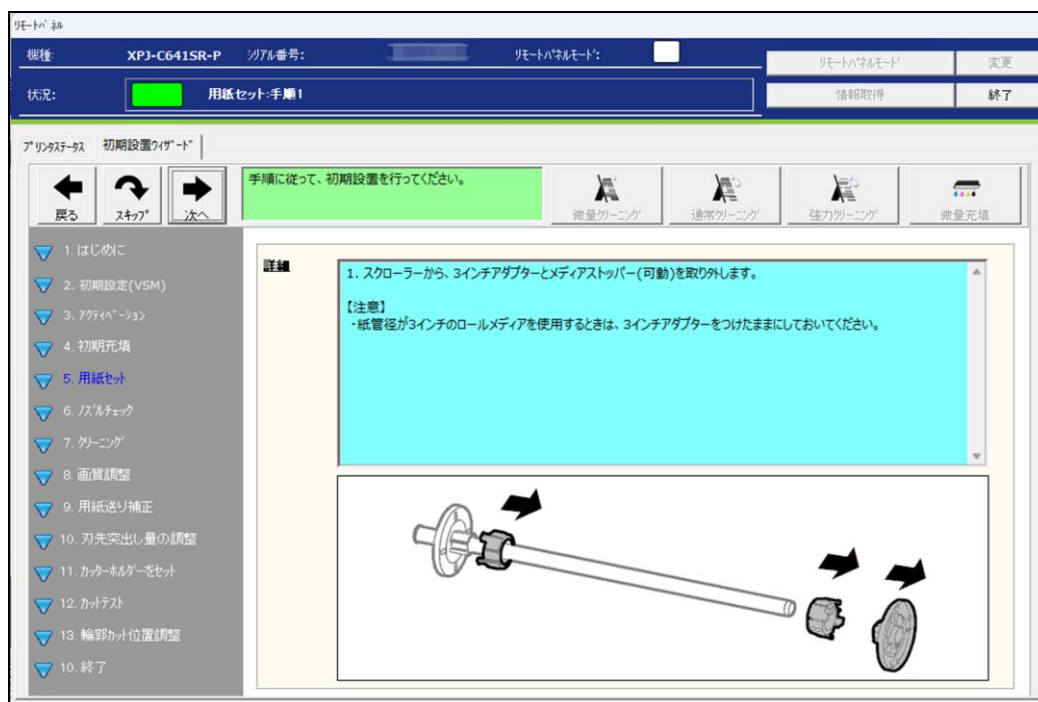 ﾘﾓｰﾄﾊﾟﾈﾙ
機種: XPJ-C641SR-P ｼﾘｱﾙ番号: ﾘﾓｰﾄﾊﾟﾈﾙﾓｰﾄﾞ:
ﾘﾓｰﾄﾊﾟﾈﾙﾓｰﾄﾞ 変更
状況: 用紙セット:手順1
情報取得 終了
ﾌﾟﾘﾝﾀｽﾃｰﾀｽ 初期設置ｳｨｻﾞｰﾄﾞ
戻る ｽｷｯﾌﾟ 次へ
手順に従って、初期設置を行ってください。
微量ｸﾘｰﾆﾝｸﾞ 通常ｸﾘｰﾆﾝｸﾞ 強力ｸﾘｰﾆﾝｸﾞ 微量充填
1. はじめに
2. 初期設定(VSM)
3. ｱｸﾃｨﾍﾞｰｼｮﾝ
4. 初期充填
5. 用紙ｾｯﾄ
6. ﾉｽﾞﾙﾁｪｯｸ
7. ｸﾘｰﾆﾝｸﾞ
8. 画質調整
9. 用紙送り補正
10. 刃先突出し量の調整
11. ｶｯﾀｰﾎﾙﾀﾞｰをｾｯﾄ
12. ｶｯﾄﾃｽﾄ
13. 輪郭ｶｯﾄ位置調整
10. 終了
詳細
1. スクローラーから、3インチアダプターとメディアストッパー(可動)を取り外します。
【注意】
・紙管径が3インチのロールメディアを使用するときは、3インチアダプターをつけたままにしておいてください。